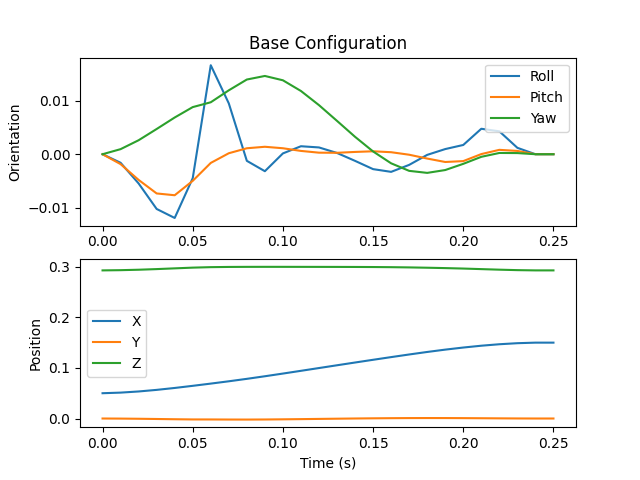 Base Configuration
Orientation
0.01
0.00
−0.01
Roll
Pitch
Yaw
0.00 0.05 0.10 0.15 0.20 0.25
Position
0.3
0.2
0.1
0.0
X
Y
Z
0.00 0.05 0.10 0.15 0.20 0.25
Time (s)